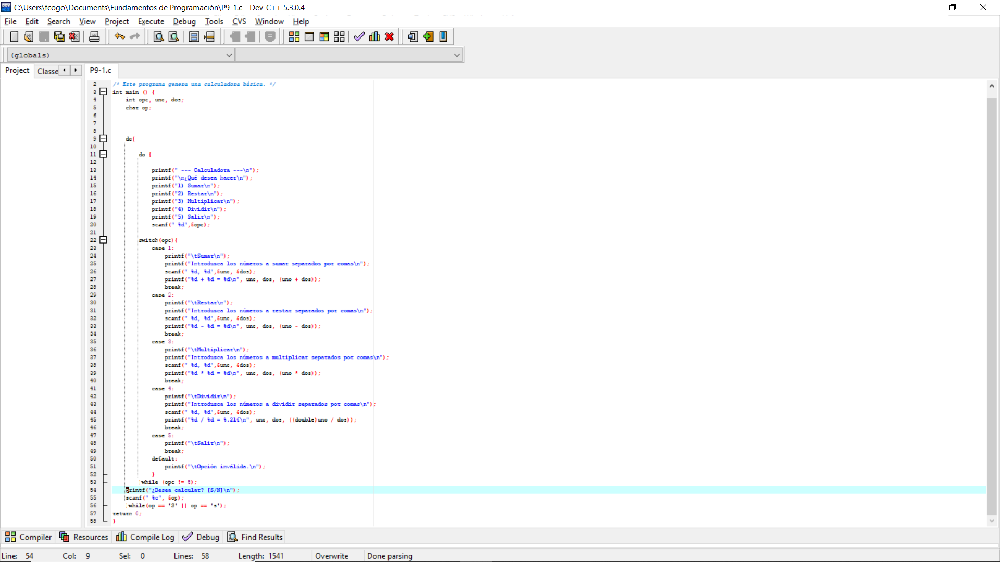 C:\Users\fcogo\Documents\Fundamentos de Programación\P9-1.c - Dev-C++ 5.3.0.4
File Edit Search View Project Execute Debug Tools CVS Window Help
(globals)
Project Classe P9-1.c
2 /* Este programa genera una calculadora básica. */
3 int main () {
4 int opc, uno, dos;
5 char op;
6
7
8
9 do{
10
11 do {
12
13 printf(" --- Calculadora ---\n");
14 printf("\n¿Qué desea hacer\n");
15 printf("1) Sumar\n");
16 printf("2) Restar\n");
17 printf("3) Multiplicar\n");
18 printf("4) Dividir\n");
19 printf("5) Salir\n");
20 scanf(" %d",&opc);
21
22 switch(opc){
23 case 1:
24 printf("\tSumar\n");
25 printf("Introduzca los números a sumar separados por comas\n");
26 scanf(" %d, %d",&uno, &dos);
27 printf("%d + %d = %d\n", uno, dos, (uno + dos));
28 break;
29 case 2:
30 printf("\tRestar\n");
31 printf("Introduzca los números a restar separados por comas\n");
32 scanf(" %d, %d",&uno, &dos);
33 printf("%d - %d = %d\n", uno, dos, (uno - dos));
34 break;
35 case 3:
36 printf("\tMultiplicar\n");
37 printf("Introduzca los números a multiplicar separados por comas\n");
38 scanf(" %d, %d",&uno, &dos);
39 printf("%d * %d = %d\n", uno, dos, (uno * dos));
40 break;
41 case 4:
42 printf("\tDividir\n");
43 printf("Introduzca los números a dividir separados por comas\n");
44 scanf(" %d, %d",&uno, &dos);
45 printf("%d / %d = %.2lf\n", uno, dos, ((double)uno / dos));
46 break;
47 case 5:
48 printf("\tSalir\n");
49 break;
50 default:
51 printf("\tOpción inválida.\n");
52 }
53 }while (opc != 5);
54 printf("¿Desea calcular? [S/N]\n");
55 scanf(" %c", &op);
56 }while(op == 'S' || op == 's');
57 return 0;
58 }
Compiler Resources Compile Log Debug Find Results
Line: 54 Col: 9 Sel: 0 Lines: 58 Length: 1541 Overwrite Done parsing